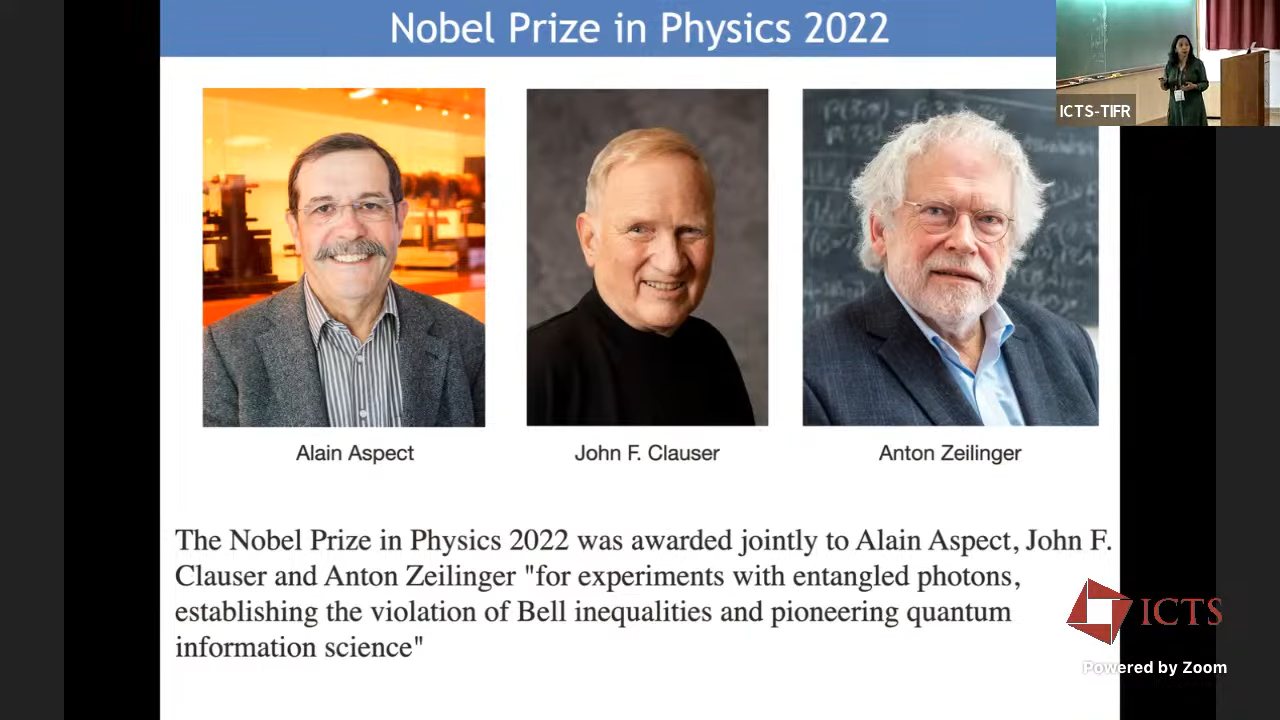 Nobel Prize in Physics 2022
ICTS-TIFR
Alain Aspect
John F. Clauser
Anton Zeilinger
The Nobel Prize in Physics 2022 was awarded jointly to Alain Aspect, John F.
Clauser and Anton Zeilinger "for experiments with entangled photons,
establishing the violation of Bell inequalities and pioneering quantum
information science"
ICTS
Powered by Zoom